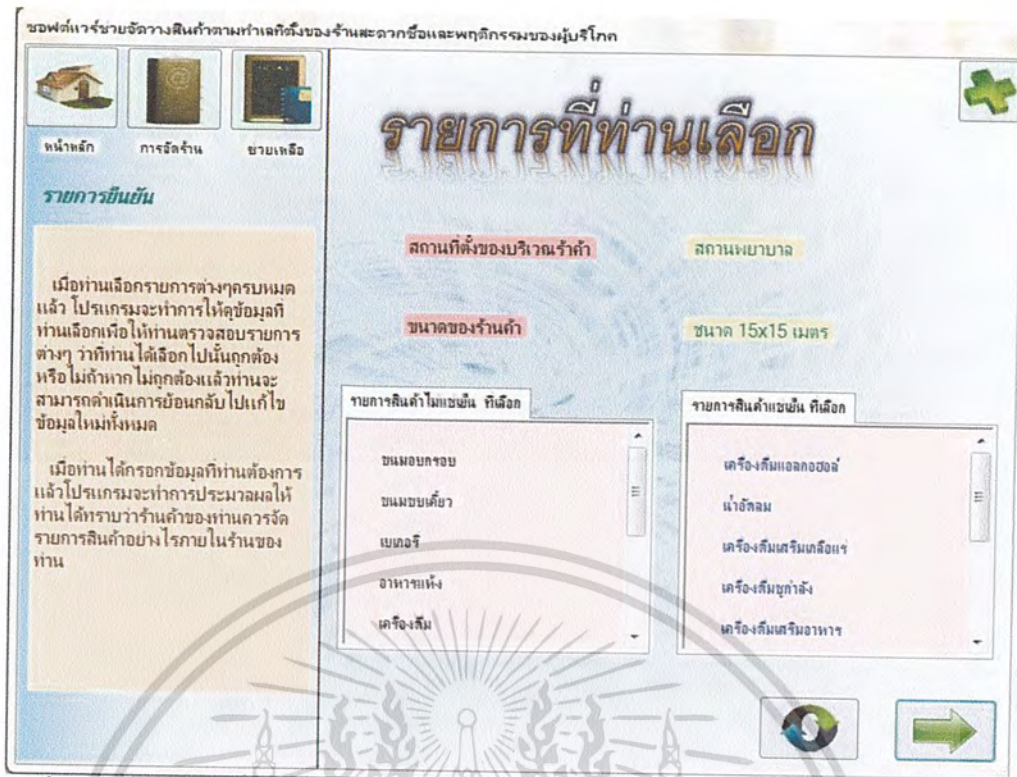 ซอฟต์แวร์ช่วยจัดวางสินค้าตามทำเลที่ตั้งของร้านสะดวกซื้อและพฤติกรรมของผู้บริโภค
หน้าหลัก การจัดร้าน ช่วยเหลือ
รายการที่ท่านเลือก
รายการยืนยัน
สถานที่ตั้งของบริเวณร้าค้า สถานพยาบาล
เมื่อท่านเลือกรายการต่างๆครบหมด
แล้ว โปรแกรมจะทำการให้ดูข้อมูลที่
ท่านเลือกเพื่อให้ท่านตรวจสอบรายการ
ต่างๆ ว่าที่ท่านได้เลือกไปนั้นถูกต้อง
หรือไม่ถ้าหากไม่ถูกต้องแล้วท่านจะ
สามารถดำเนินการย้อนกลับไปแก้ไข
ข้อมูลใหม่ทั้งหมด
เมื่อท่านได้กรอกข้อมูลที่ท่านต้องการ
แล้วโปรแกรมจะทำการประมวลผลให้
ท่านได้ทราบว่าร้านค้าของท่านควรจัด
รายการสินค้าอย่างไรภายในร้านของ
ท่าน
ขนาดของร้านค้า ขนาด 15x15 เมตร
รายการสินค้าไม่แช่เย็น ที่เลือก
ขนมอบกรอบ
ขนมขบเคี้ยว
เบเกอรี
อาหารแห้ง
เครื่องดื่ม
รายการสินค้าแช่เย็น ที่เลือก
เครื่องดื่มแอลกอฮอล์
น้ำอัดลม
เครื่องดื่มเสริมเกลือแร่
เครื่องดื่มชูกำลัง
เครื่องดื่มเสริมอาหาร